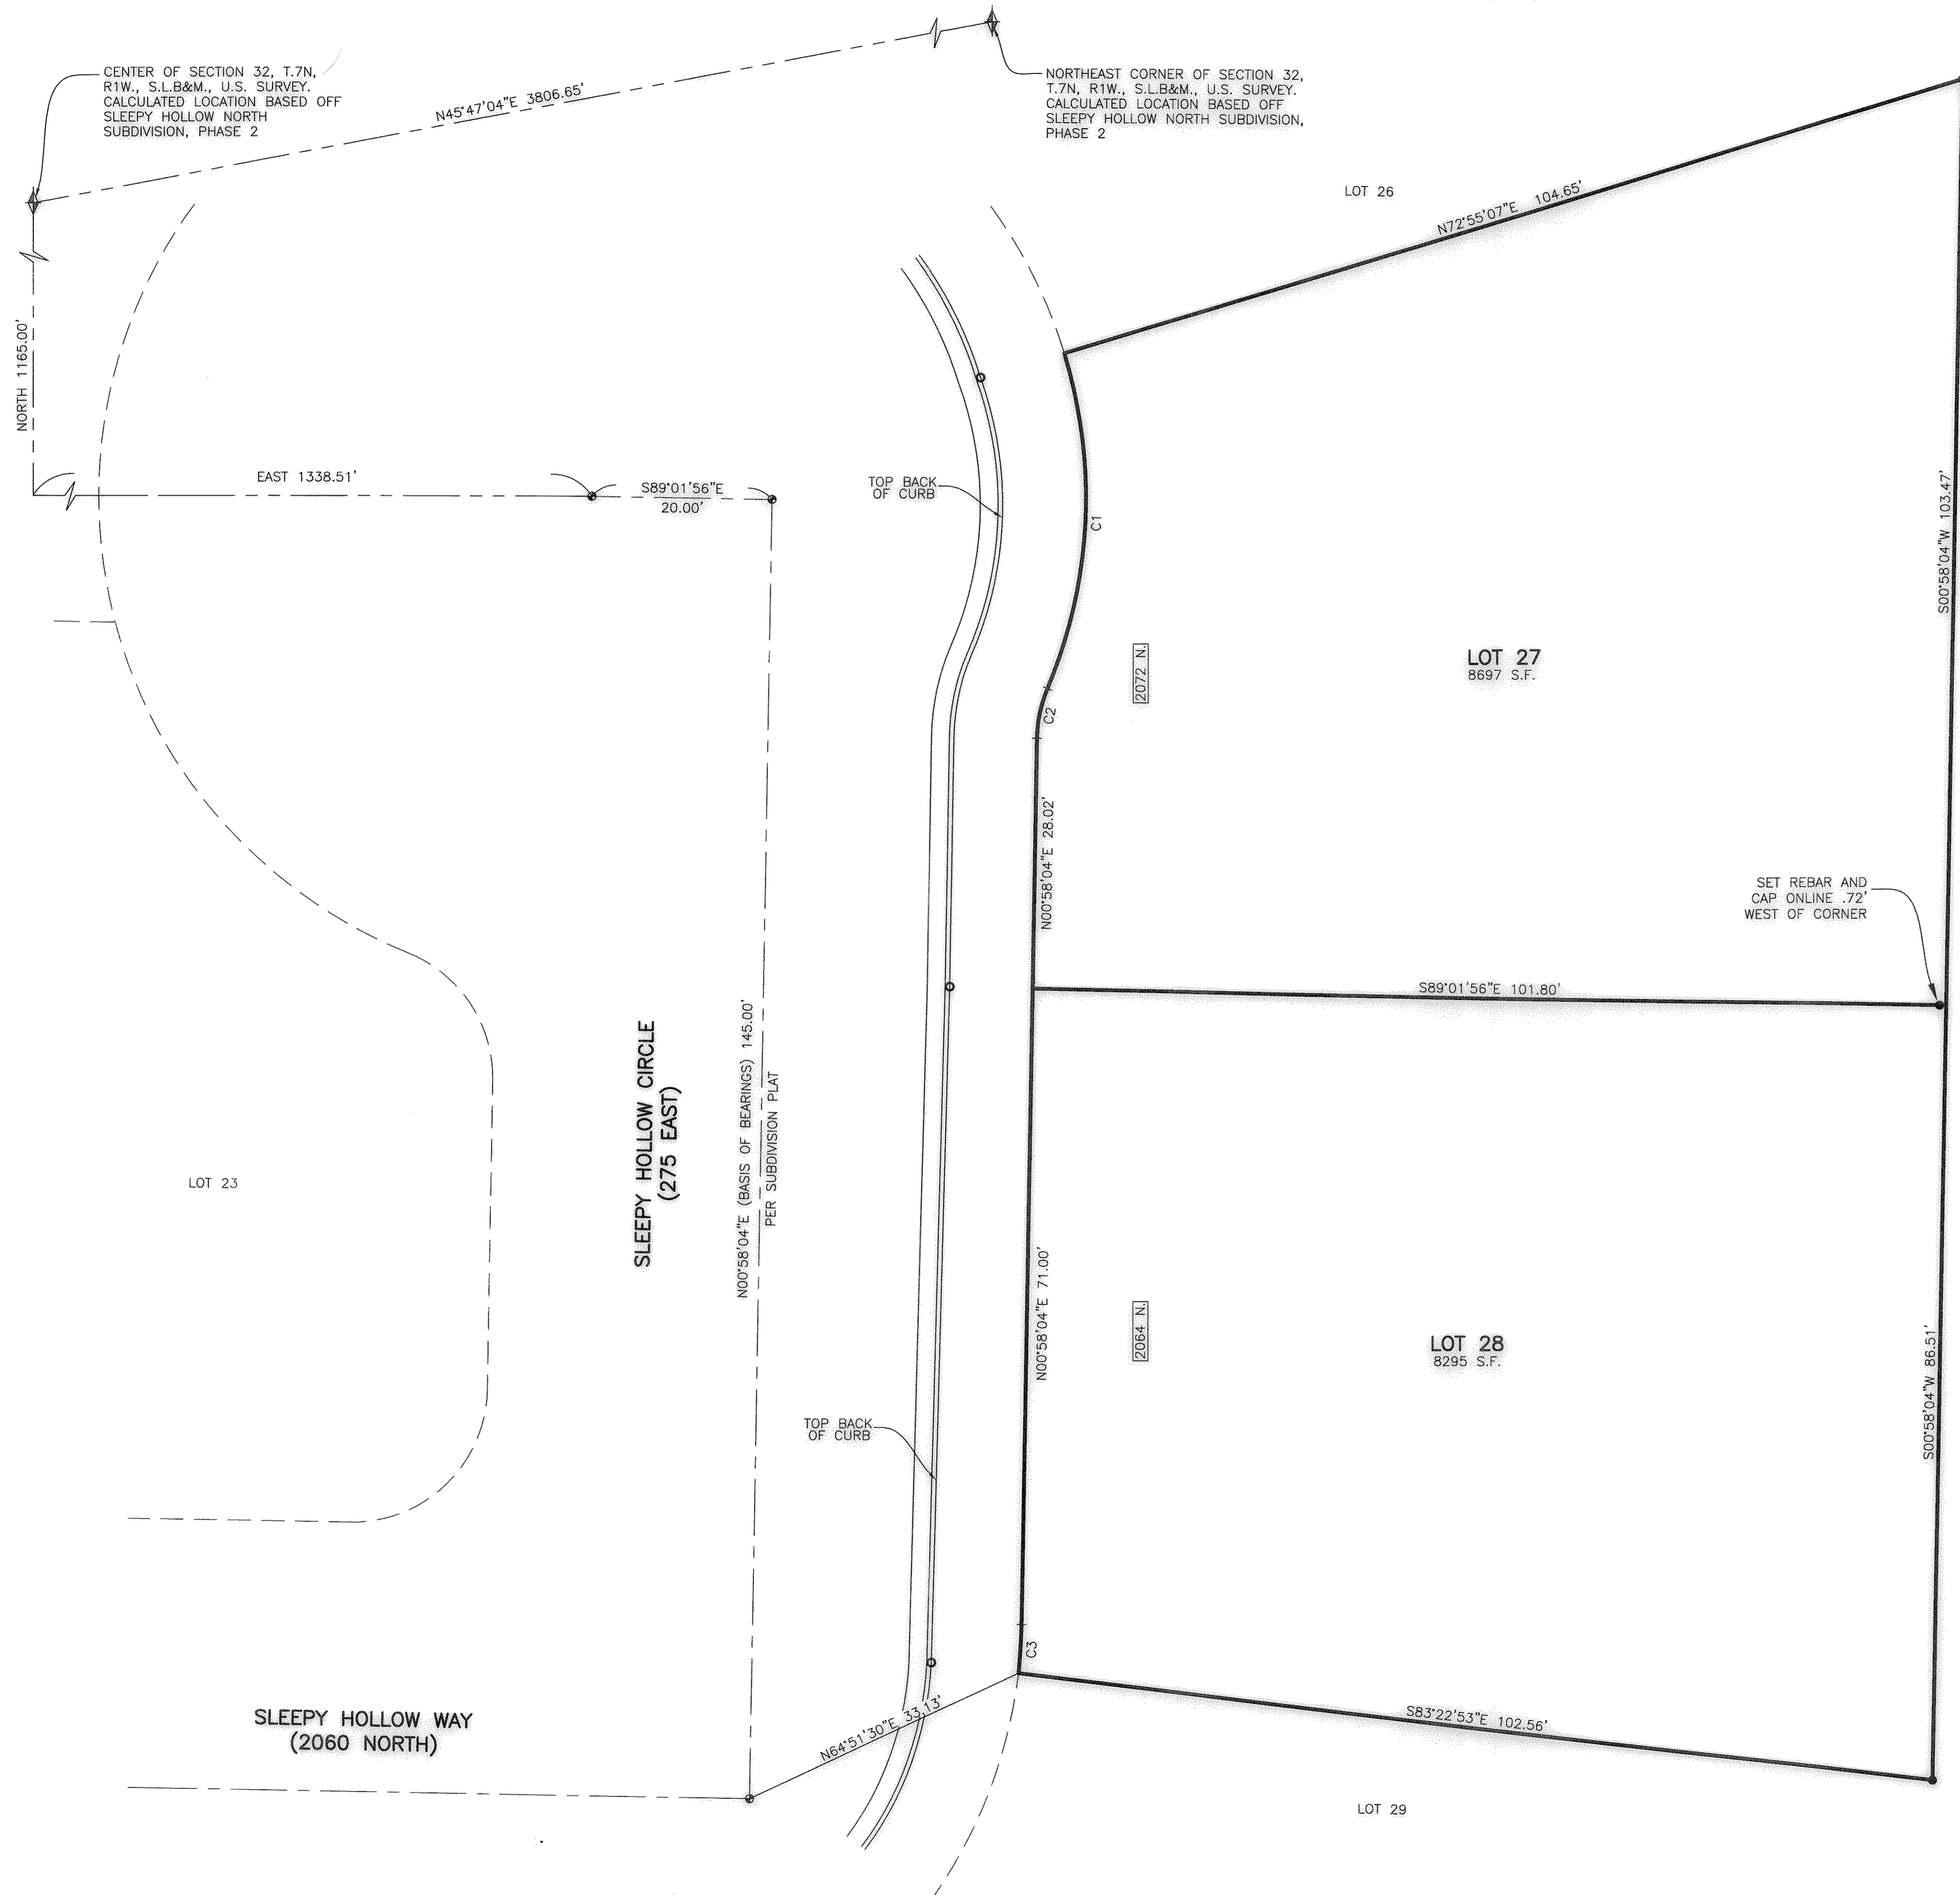 CENTER OF SECTION 32, T.7N,
R1W., S.L.B&M., U.S. SURVEY.
CALCULATED LOCATION BASED OFF
SLEEPY HOLLOW NORTH
SUBDIVISION, PHASE 2
N45°47'04"E 3806.65'
NORTHEAST CORNER OF SECTION 32,
T.7N, R1W., S.L.B&M., U.S. SURVEY.
CALCULATED LOCATION BASED OFF
SLEEPY HOLLOW NORTH SUBDIVISION,
PHASE 2
LOT 26
N72°55'07"E 104.65'
NORTH 1165.00'
EAST 1338.51'
S89°01'56"E
20.00'
TOP BACK
OF CURB
C1
S00°58'04"W 103.47'
2072 N.
LOT 27
8697 S.F.
C2
N00°58'04"E 28.02'
SET REBAR AND
CAP ONLINE .72'
WEST OF CORNER
S89°01'56"E 101.80'
SLEEPY HOLLOW CIRCLE
(275 EAST)
N00°58'04"E (BASIS OF BEARINGS) 145.00'
PER SUBDIVISION PLAT
LOT 23
N00°58'04"E 71.00'
2064 N.
LOT 28
8295 S.F.
S00°58'04"W 86.51'
TOP BACK
OF CURB
C3
N64°51'30"E 33.13'
SLEEPY HOLLOW WAY
(2060 NORTH)
S83°22'53"E 102.56'
LOT 29